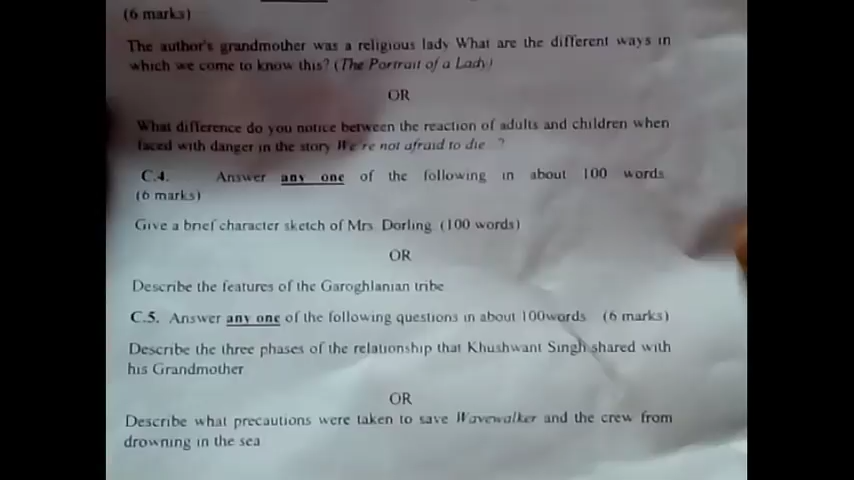 (6 marks)
The author's grandmother was a religious lady What are the different ways in
which we come to know this? (The Portrait of a Lady)
OR
What difference do you notice between the reaction of adults and children when
faced with danger in the story We're not afraid to die ?
C.4. Answer any one of the following in about 100 words
(6 marks)
Give a brief character sketch of Mrs Dorling (100 words)
OR
Describe the features of the Garoghlanian tribe
C.5. Answer any one of the following questions in about 100words (6 marks)
Describe the three phases of the relationship that Khushwant Singh shared with
his Grandmother
OR
Describe what precautions were taken to save Wavewalker and the crew from
drowning in the sea